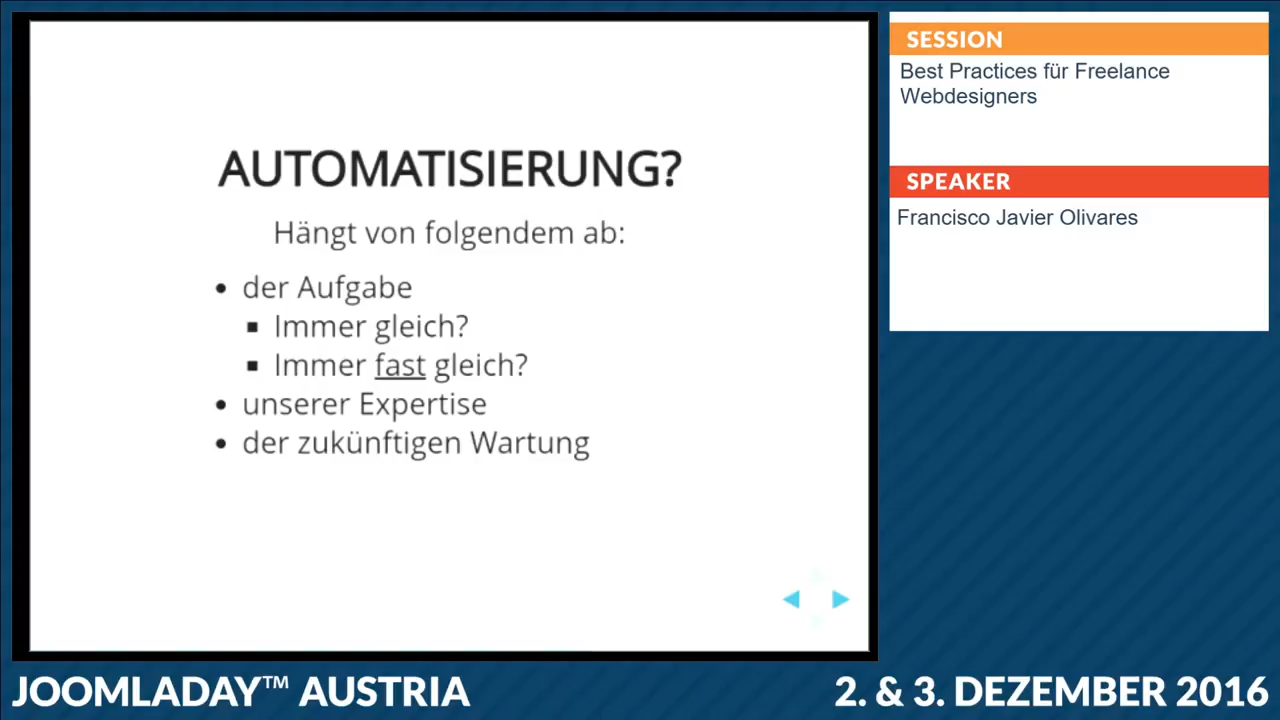 AUTOMATISIERUNG?
Hängt von folgendem ab:
• der Aufgabe
▪ Immer gleich?
▪ Immer fast gleich?
• unserer Expertise
• der zukünftigen Wartung
SESSION
Best Practices für Freelance
Webdesigners
SPEAKER
Francisco Javier Olivares
JOOMLADAY™ AUSTRIA
2. & 3. DEZEMBER 2016